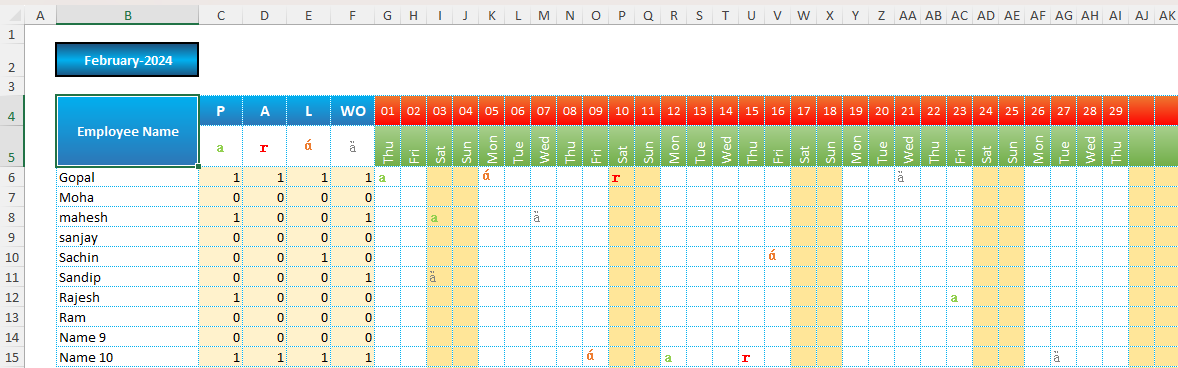 A B C D E F G H I J K L M N O P Q R S T U V W X Y Z AA AB AC AD AE AF AG AH AI AJ AK
1
2 February-2024
3
4 Employee Name P A L WO 01 02 03 04 05 06 07 08 09 10 11 12 13 14 15 16 17 18 19 20 21 22 23 24 25 26 27 28 29
5 a r á à Thu Fri Sat Sun Mon Tue Wed Thu Fri Sat Sun Mon Tue Wed Thu Fri Sat Sun Mon Tue Wed Thu Fri Sat Sun Mon Tue Wed Thu
6 Gopal 1 1 1 1 a á r
7 Moha 0 0 0 0
8 mahesh 1 0 0 1 a
9 sanjay 0 0 0 0
10 Sachin 0 0 1 0 á
11 Sandip 0 0 0 1
12 Rajesh 1 0 0 0 a
13 Ram 0 0 0 0
14 Name 9 0 0 0 0
15 Name 10 1 1 1 1 á a r